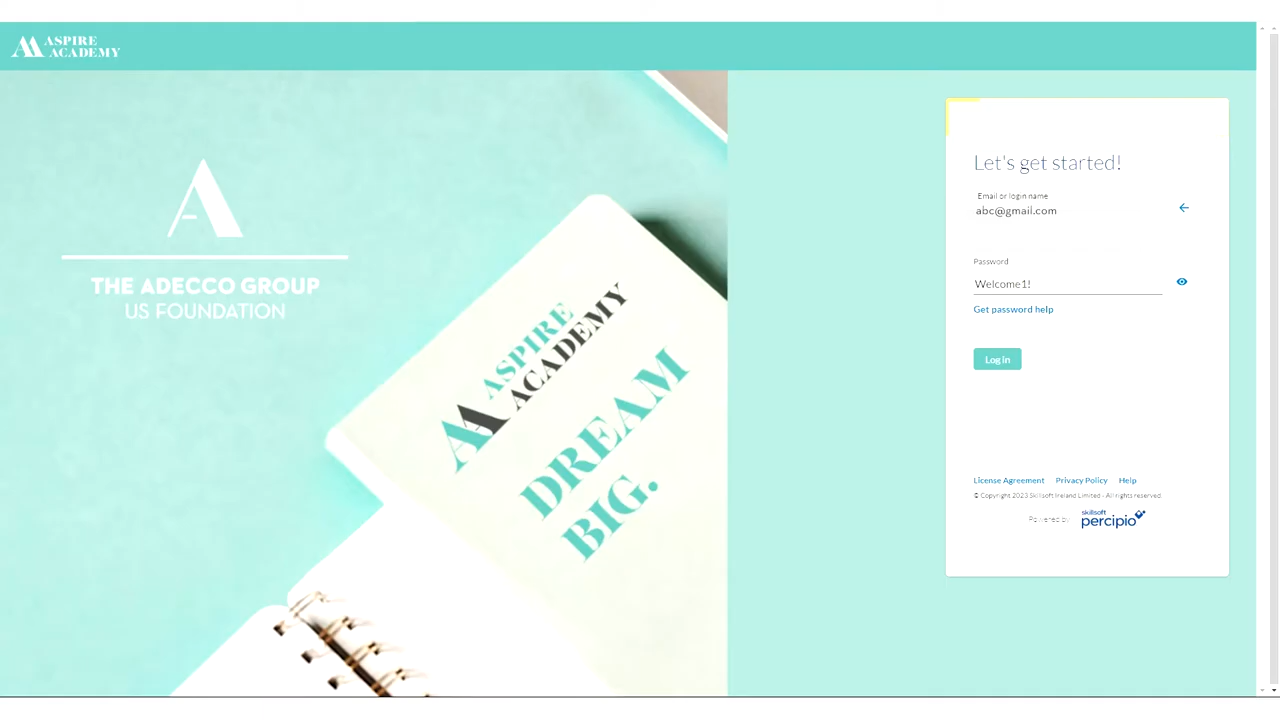 ASPIRE
ACADEMY
THE ADECCO GROUP
US FOUNDATION
ASPIRE
ACADEMY
DREAM
BIG.
Let's get started!
Email or login name
abc@gmail.com
Password
Welcome1!
Get password help
Log in
License Agreement Privacy Policy Help
© Copyright 2023 Skillsoft Ireland Limited - All rights reserved
Powered by skillsoft percipio